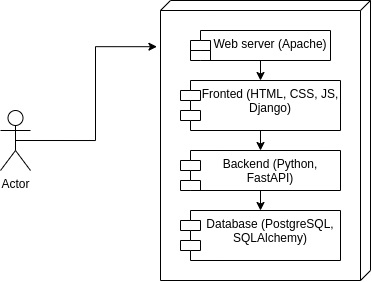 Web server (Apache)
Fronted (HTML, CSS, JS,
Django)
Backend (Python,
FastAPI)
Database (PostgreSQL,
SQLAlchemy)
Actor